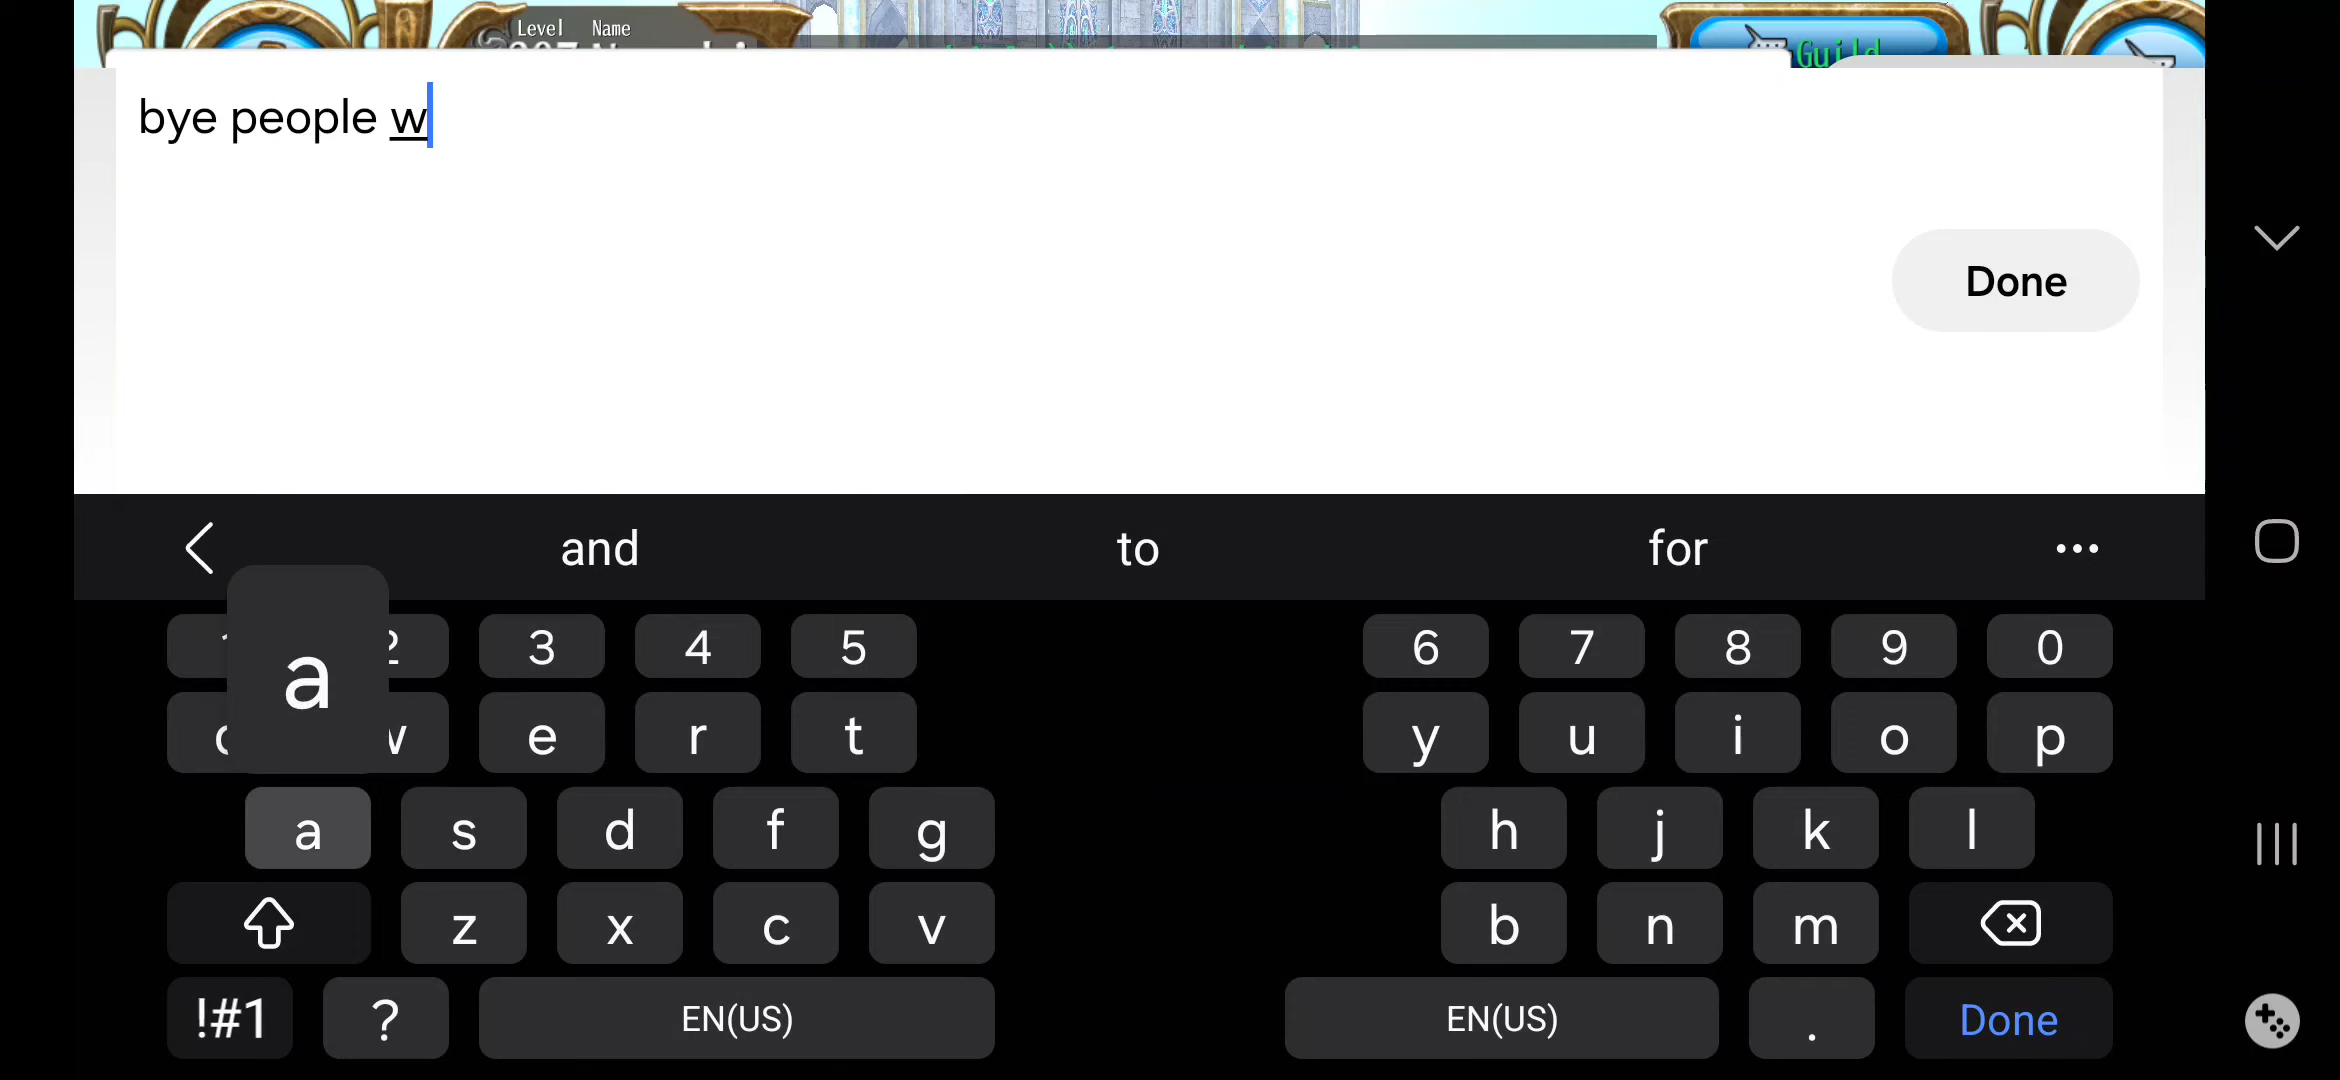 Level Name
Guild
bye people w
Done
and to for
a
3 4 5 6 7 8 9 0
e r t y u i o p
a s d f g h j k l
z x c v b n m
!#1 ? EN(US) EN(US) . Done